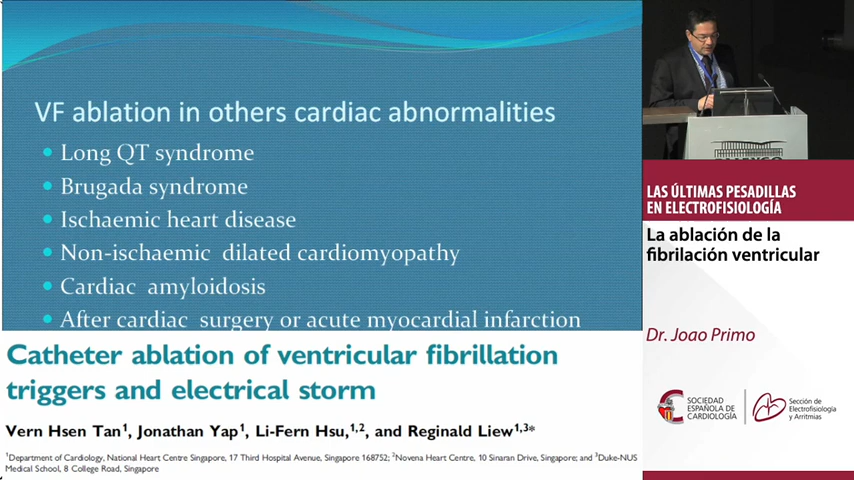 VF ablation in others cardiac abnormalities
Long QT syndrome
Brugada syndrome
Ischaemic heart disease
Non-ischaemic dilated cardiomyopathy
Cardiac amyloidosis
After cardiac surgery or acute myocardial infarction
Catheter ablation of ventricular fibrillation
triggers and electrical storm
Vern Hsen Tan1, Jonathan Yap1, Li-Fern Hsu,1,2, and Reginald Liew1,3*
1Department of Cardiology, National Heart Centre Singapore, 17 Third Hospital Avenue, Singapore 168752; 2Novena Heart Centre, 10 Sinaran Drive, Singapore; and 3Duke-NUS
Medical School, 8 College Road, Singapore
LAS ÚLTIMAS PESADILLAS
EN ELECTROFISIOLOGÍA
La ablación de la
fibrilación ventricular
Dr. Joao Primo
SOCIEDAD
ESPAÑOLA DE
CARDIOLOGÍA
Sección de
Electrofisiología
y Arritmias